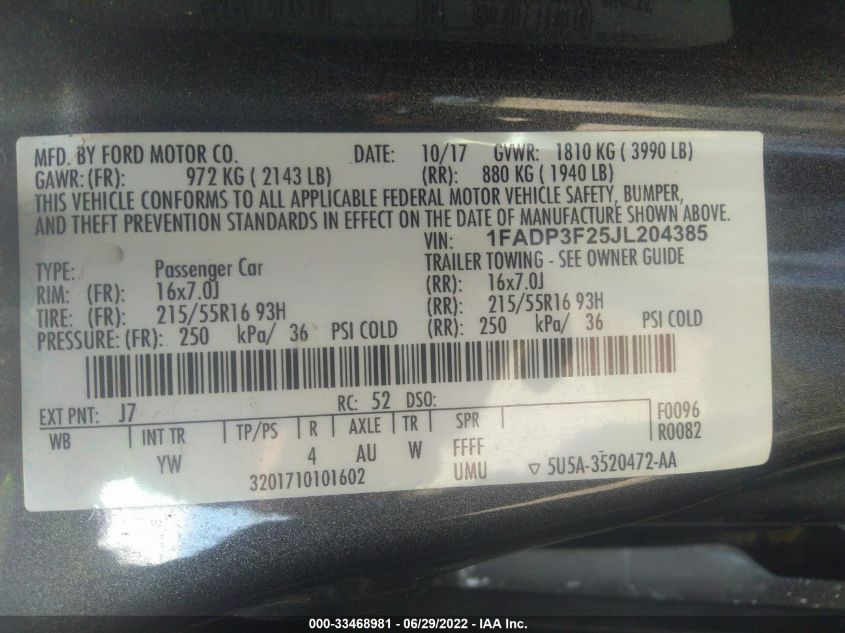 MFD. BY FORD MOTOR CO. DATE: 10/17 GVWR: 1810 KG ( 3990 LB)
GAWR: (FR): 972 KG ( 2143 LB) (RR): 880 KG ( 1940 LB)
THIS VEHICLE CONFORMS TO ALL APPLICABLE FEDERAL MOTOR VEHICLE SAFETY, BUMPER,
AND THEFT PREVENTION STANDARDS IN EFFECT ON THE DATE OF MANUFACTURE SHOWN ABOVE.
VIN: 1FADP3F25JL204385
TYPE: Passenger Car TRAILER TOWING - SEE OWNER GUIDE
RIM: (FR): 16x7.0J (RR): 16x7.0J
TIRE: (FR): 215/55R16 93H (RR): 215/55R16 93H
PRESSURE: (FR): 250 kPa/ 36 PSI COLD (RR): 250 kPa/ 36 PSI COLD
EXT PNT: J7 RC: 52 DSO:
WB INT TR TP/PS R AXLE TR SPR F0096
R0082
YW 4 AU W FFFF
UMU
3201710101602 ▽ 5U5A-3520472-AA
000-33468981 - 06/29/2022 - IAA Inc.